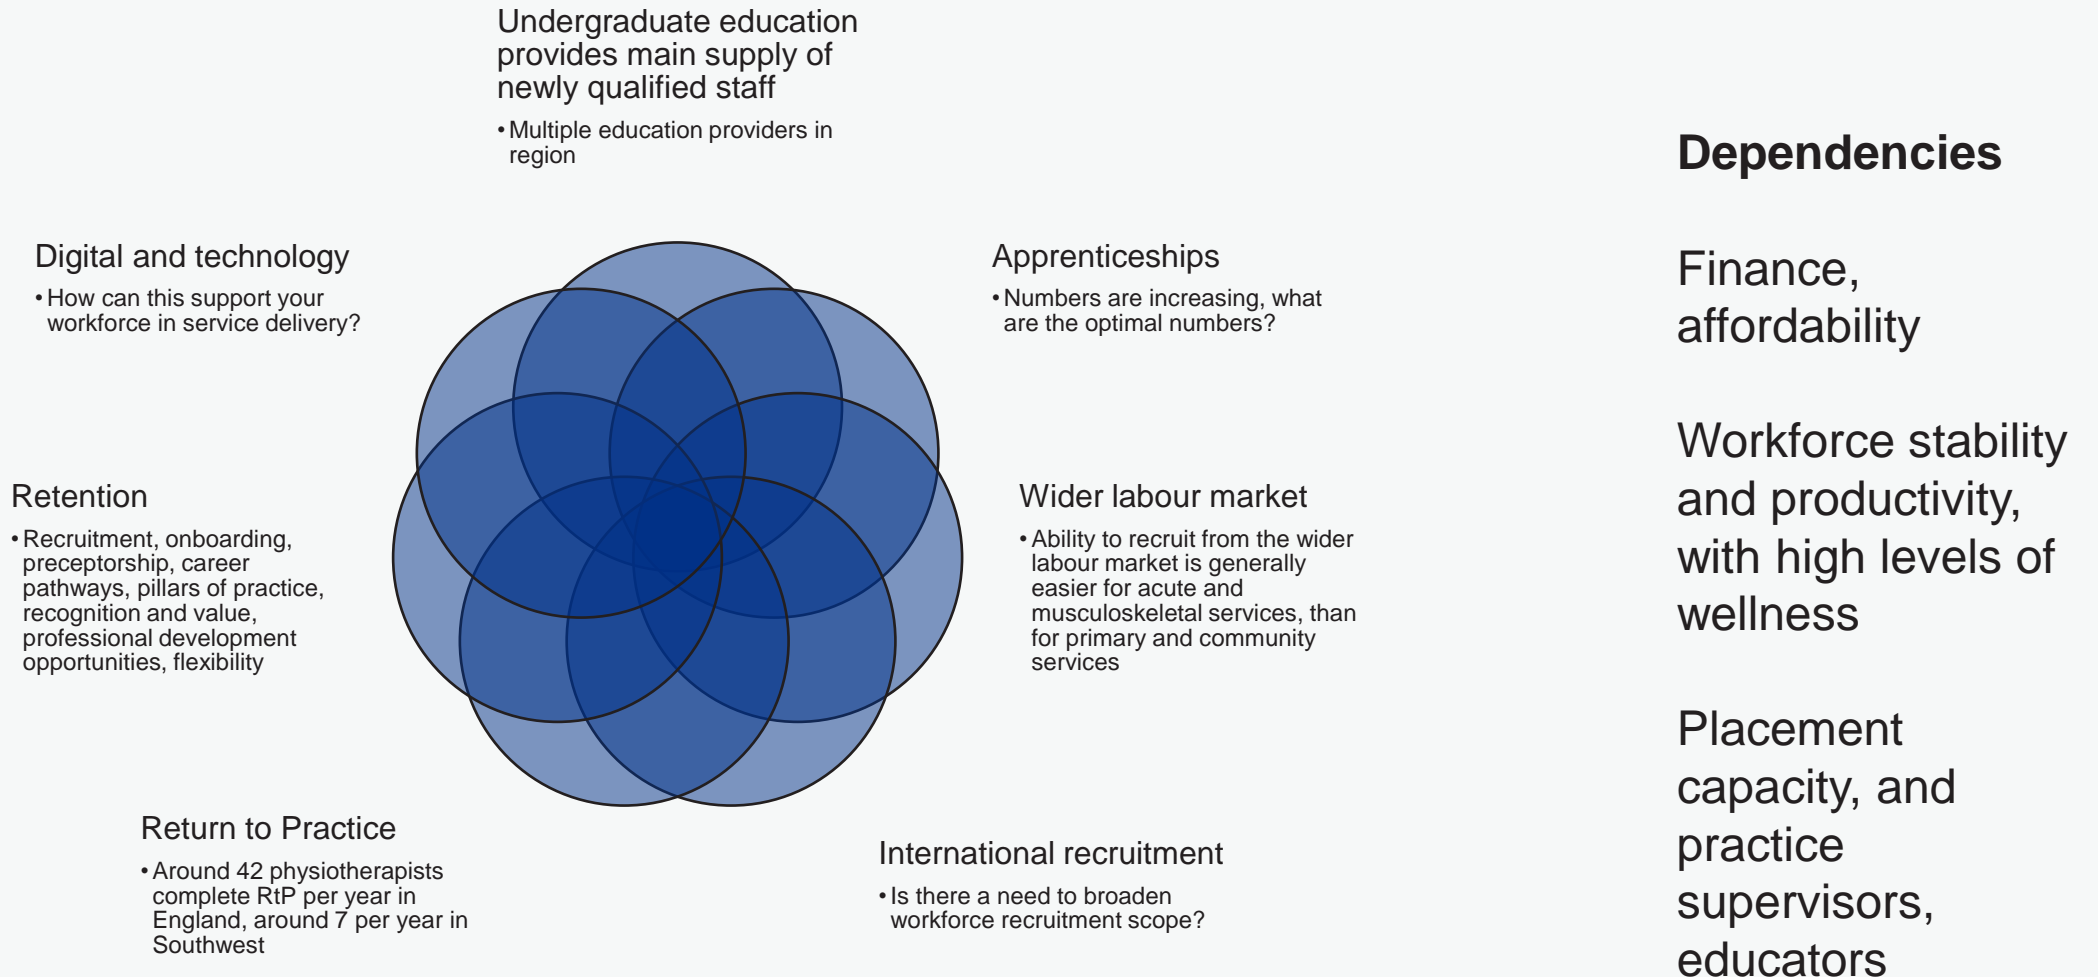 Undergraduate education
provides main supply of
newly qualified staff
• Multiple education providers in
region
Digital and technology
• How can this support your
workforce in service delivery?
Apprenticeships
• Numbers are increasing, what
are the optimal numbers?
Retention
• Recruitment, onboarding,
preceptorship, career
pathways, pillars of practice,
recognition and value,
professional development
opportunities, flexibility
Wider labour market
• Ability to recruit from the wider
labour market is generally
easier for acute and
musculoskeletal services, than
for primary and community
services
Return to Practice
• Around 42 physiotherapists
complete RtP per year in
England, around 7 per year in
Southwest
International recruitment
• Is there a need to broaden
workforce recruitment scope?
Dependencies
Finance,
affordability
Workforce stability
and productivity,
with high levels of
wellness
Placement
capacity, and
practice
supervisors,
educators